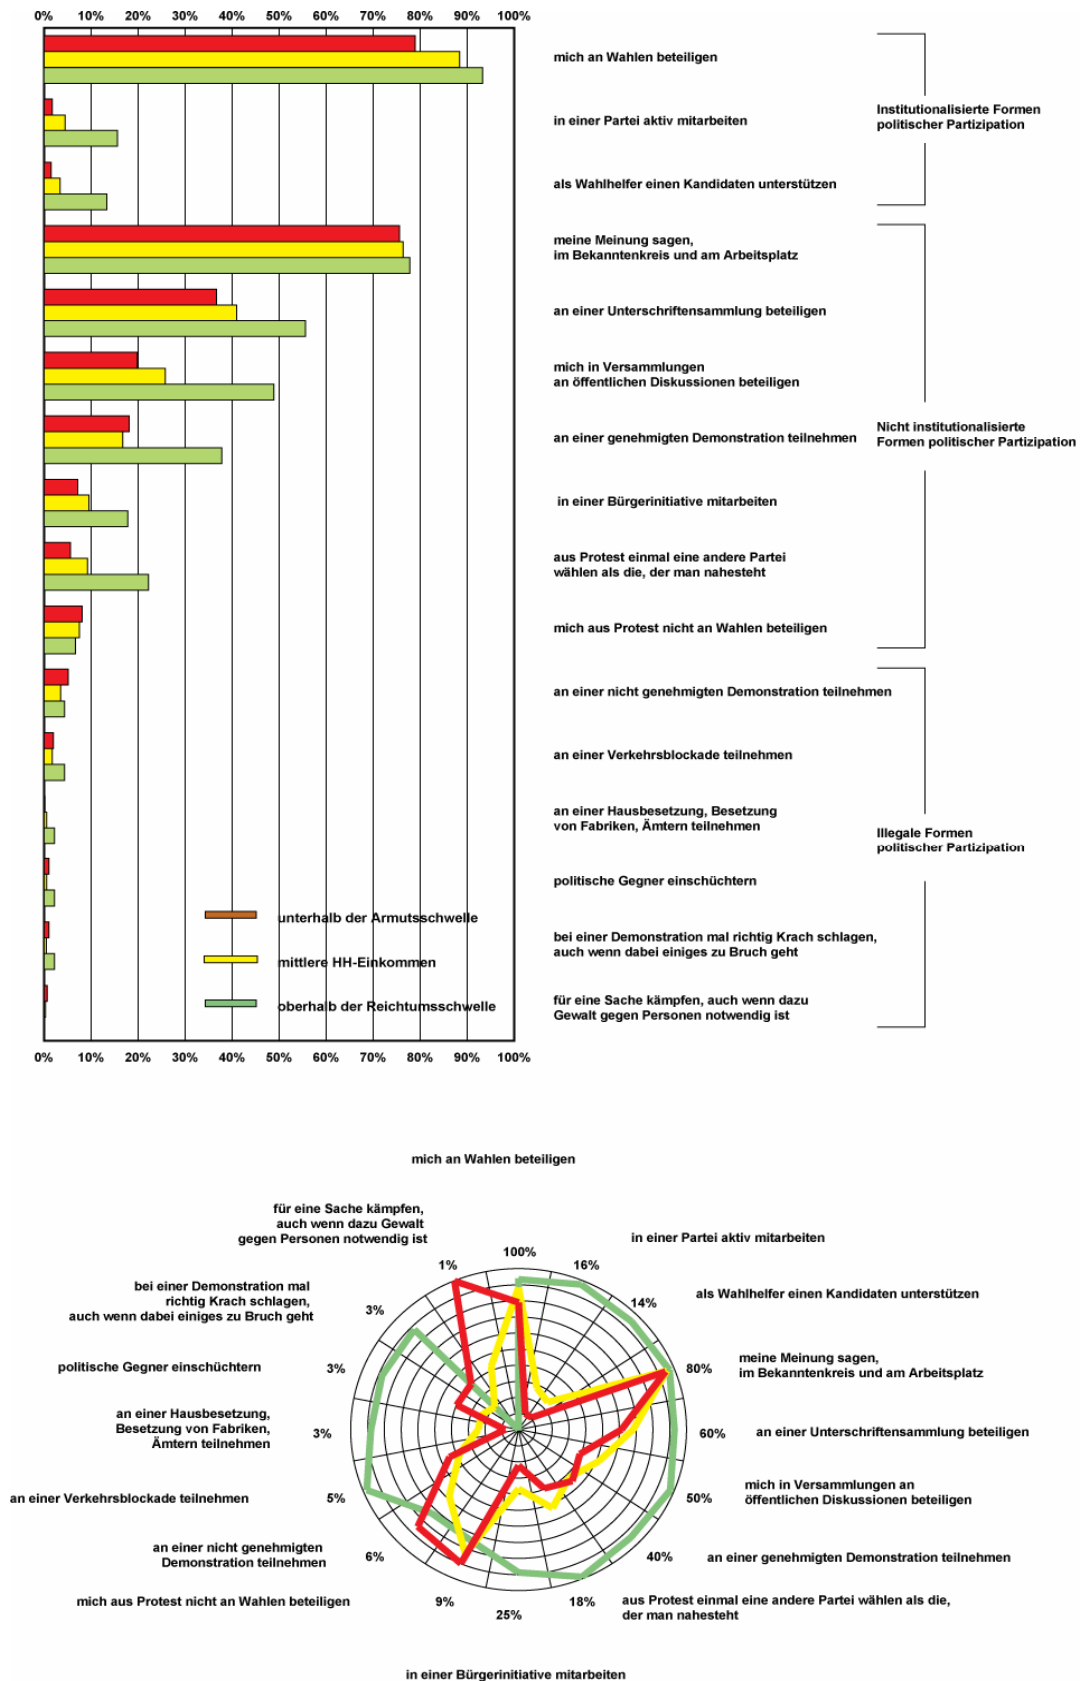 0% 10% 20% 30% 40% 50% 60% 70% 80% 90% 100%
mich an Wahlen beteiligen
in einer Partei aktiv mitarbeiten
als Wahlhelfer einen Kandidaten unterstützen
Institutionalisierte Formen
politischer Partizipation
meine Meinung sagen,
im Bekanntenkreis und am Arbeitsplatz
an einer Unterschriftensammlung beteiligen
mich in Versammlungen
an öffentlichen Diskussionen beteiligen
an einer genehmigten Demonstration teilnehmen
in einer Bürgerinitiative mitarbeiten
aus Protest einmal eine andere Partei
wählen als die, der man nahesteht
mich aus Protest nicht an Wahlen beteiligen
Nicht institutionalisierte
Formen politischer Partizipation
an einer nicht genehmigten Demonstration teilnehmen
an einer Verkehrsblockade teilnehmen
an einer Hausbesetzung, Besetzung
von Fabriken, Ämtern teilnehmen
politische Gegner einschüchtern
bei einer Demonstration mal richtig Krach schlagen,
auch wenn dabei einiges zu Bruch geht
für eine Sache kämpfen, auch wenn dazu
Gewalt gegen Personen notwendig ist
Illegale Formen
politischer Partizipation
unterhalb der Armutsschwelle
mittlere HH-Einkommen
oberhalb der Reichtumsschwelle
0% 10% 20% 30% 40% 50% 60% 70% 80% 90% 100%
mich an Wahlen beteiligen
100%
in einer Partei aktiv mitarbeiten
16%
als Wahlhelfer einen Kandidaten unterstützen
14%
meine Meinung sagen,
im Bekanntenkreis und am Arbeitsplatz
80%
an einer Unterschriftensammlung beteiligen
60%
mich in Versammlungen an
öffentlichen Diskussionen beteiligen
50%
an einer genehmigten Demonstration teilnehmen
40%
aus Protest einmal eine andere Partei wählen als die,
der man nahesteht
18%
in einer Bürgerinitiative mitarbeiten
25%
mich aus Protest nicht an Wahlen beteiligen
9%
an einer nicht genehmigten
Demonstration teilnehmen
6%
an einer Verkehrsblockade teilnehmen
5%
an einer Hausbesetzung,
Besetzung von Fabriken,
Ämtern teilnehmen
3%
politische Gegner einschüchtern
3%
bei einer Demonstration mal
richtig Krach schlagen,
auch wenn dabei einiges zu Bruch geht
3%
für eine Sache kämpfen,
auch wenn dazu Gewalt
gegen Personen notwendig ist
1%